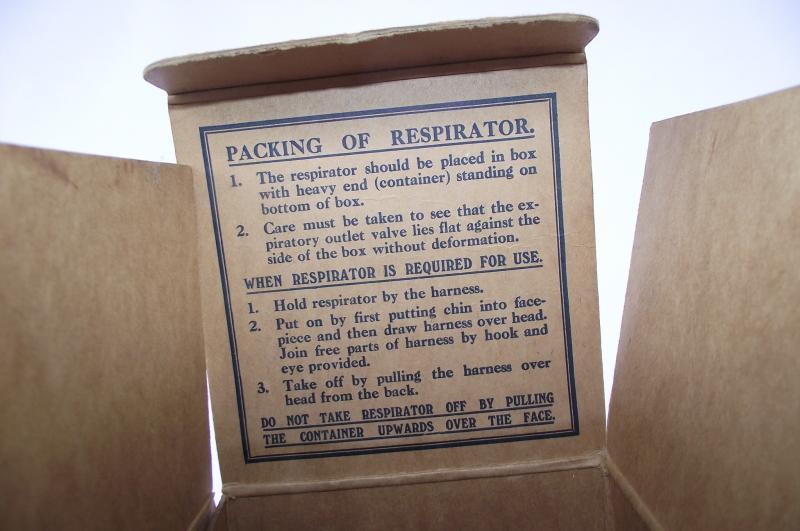 PACKING OF RESPIRATOR.
1. The respirator should be placed in box
with heavy end (container) standing on
bottom of box.
2. Care must be taken to see that the ex-
piratory outlet valve lies flat against the
side of the box without deformation.
WHEN RESPIRATOR IS REQUIRED FOR USE.
1. Hold respirator by the harness.
2. Put on by first putting chin into face-
piece and then draw harness over head.
Join free parts of harness by hook and
eye provided.
3. Take off by pulling the harness over
head from the back.
DO NOT TAKE RESPIRATOR OFF BY PULLING
THE CONTAINER UPWARDS OVER THE FACE.